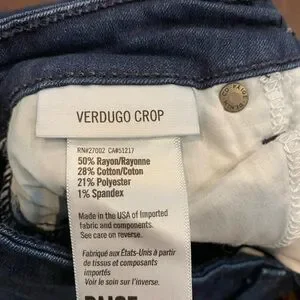 VERDUGO CROP
RN#27002 CA#51217
50% Rayon/Rayonne
28% Cotton/Coton
21% Polyester
1% Spandex
Made in the USA of Imported
fabric and components.
See care on reverse.
Fabriqué aux États-Unis à partir
de tissus et composants
importés
Voir le soin sur l'inverse.